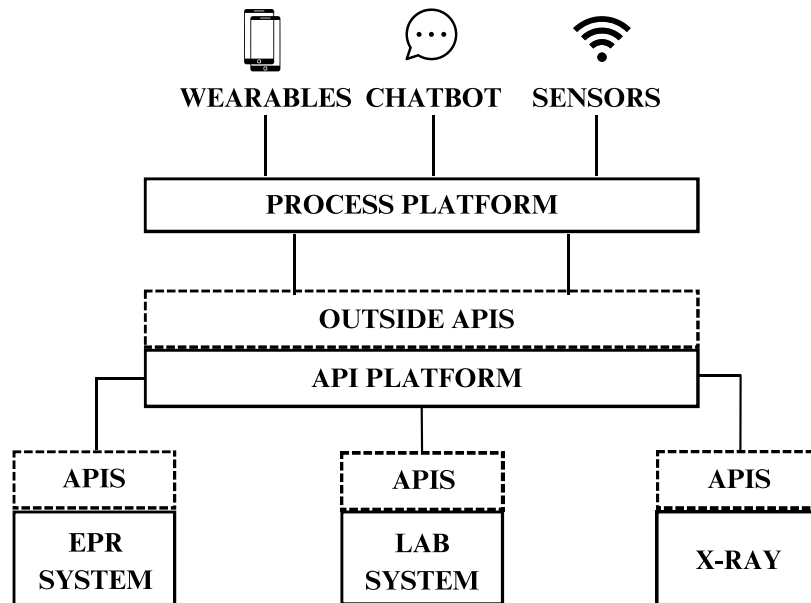 WEARABLES CHATBOT SENSORS
PROCESS PLATFORM
OUTSIDE APIS
API PLATFORM
APIS APIS APIS
EPR LAB X-RAY
SYSTEM SYSTEM